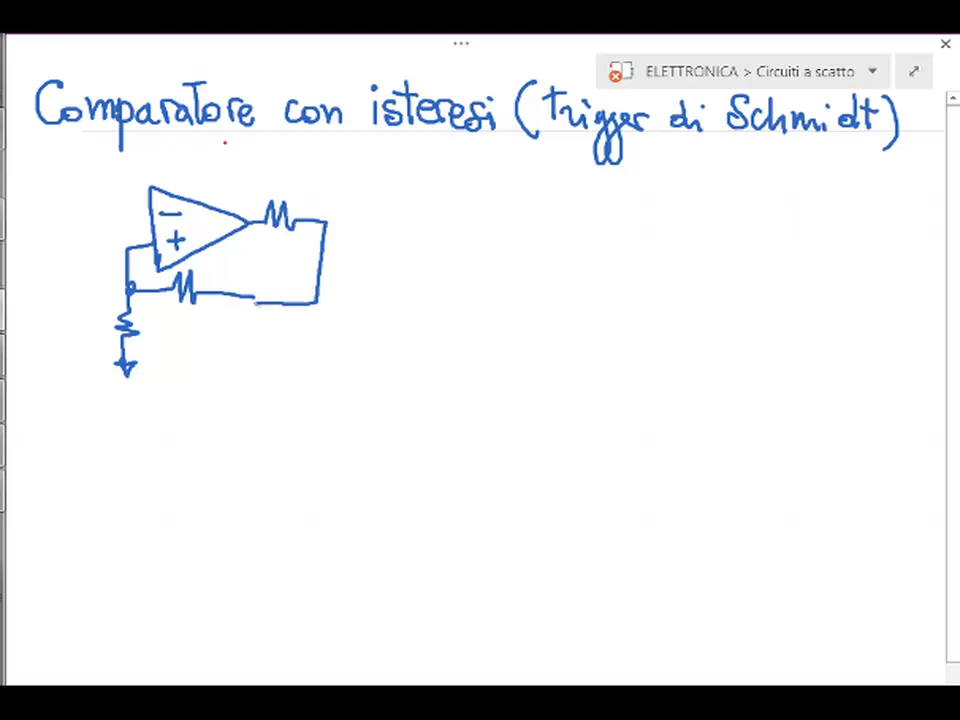 ELETTRONICA > Circuiti a scatto
Comparatore con isteresi (trigger di Schmidt)
−
+